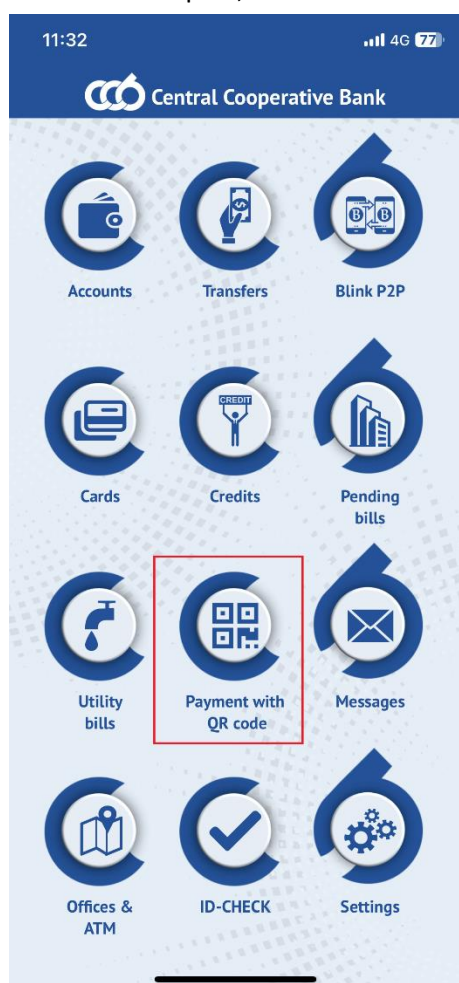 11:32 4G 77
CCB Central Cooperative Bank
Accounts Transfers Blink P2P
CREDIT
Cards Credits Pending
bills
Utility Payment with Messages
bills QR code
Offices & ID-CHECK Settings
ATM